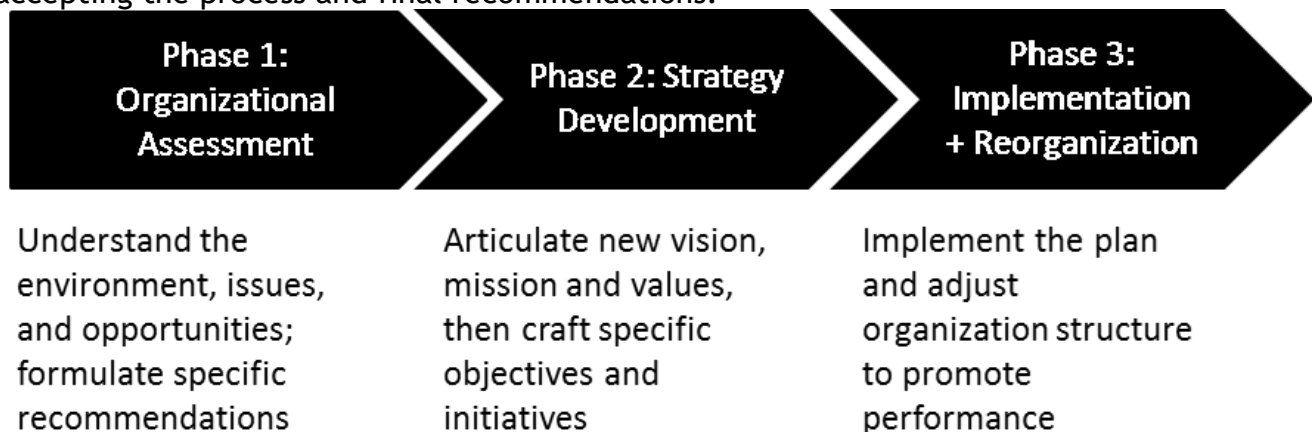 accepting the process and final recommendations.
Phase 1:
Organizational
Assessment
Phase 2: Strategy
Development
Phase 3:
Implementation
+ Reorganization
Understand the
environment, issues,
and opportunities;
formulate specific
recommendations
Articulate new vision,
mission and values,
then craft specific
objectives and
initiatives
Implement the plan
and adjust
organization structure
to promote
performance